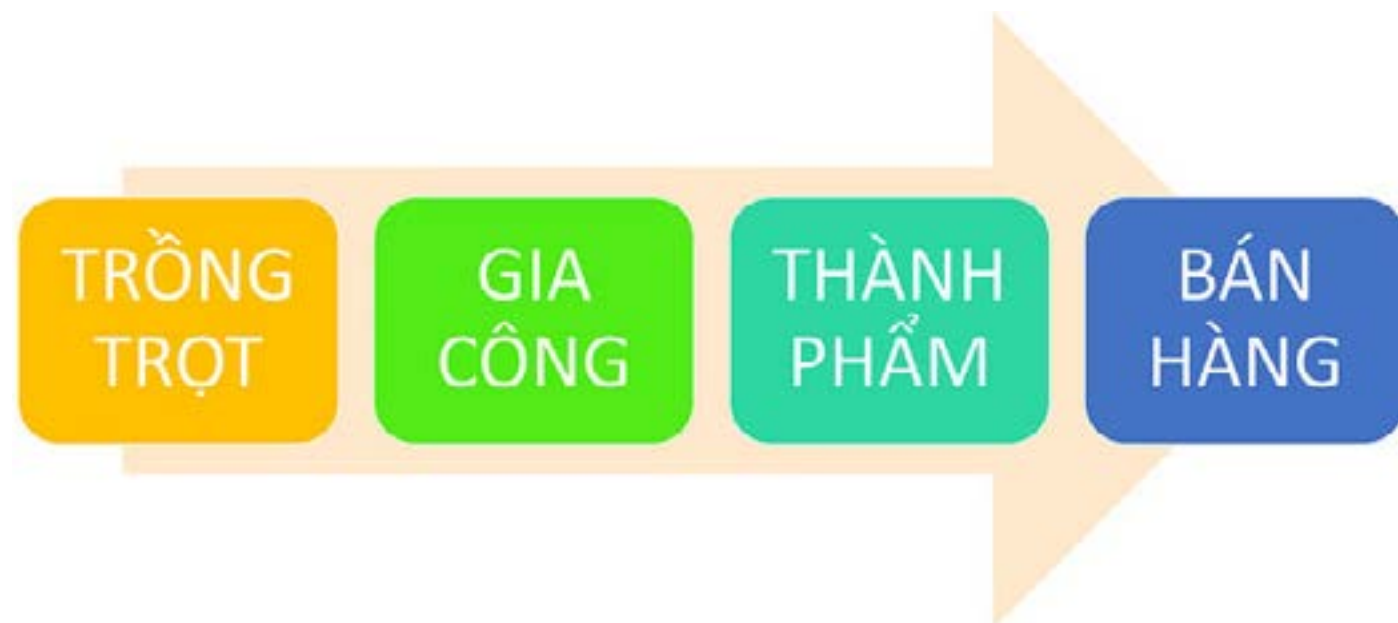 TRỒNG
TRỌT
GIA
CÔNG
THÀNH
PHẨM
BÁN
HÀNG